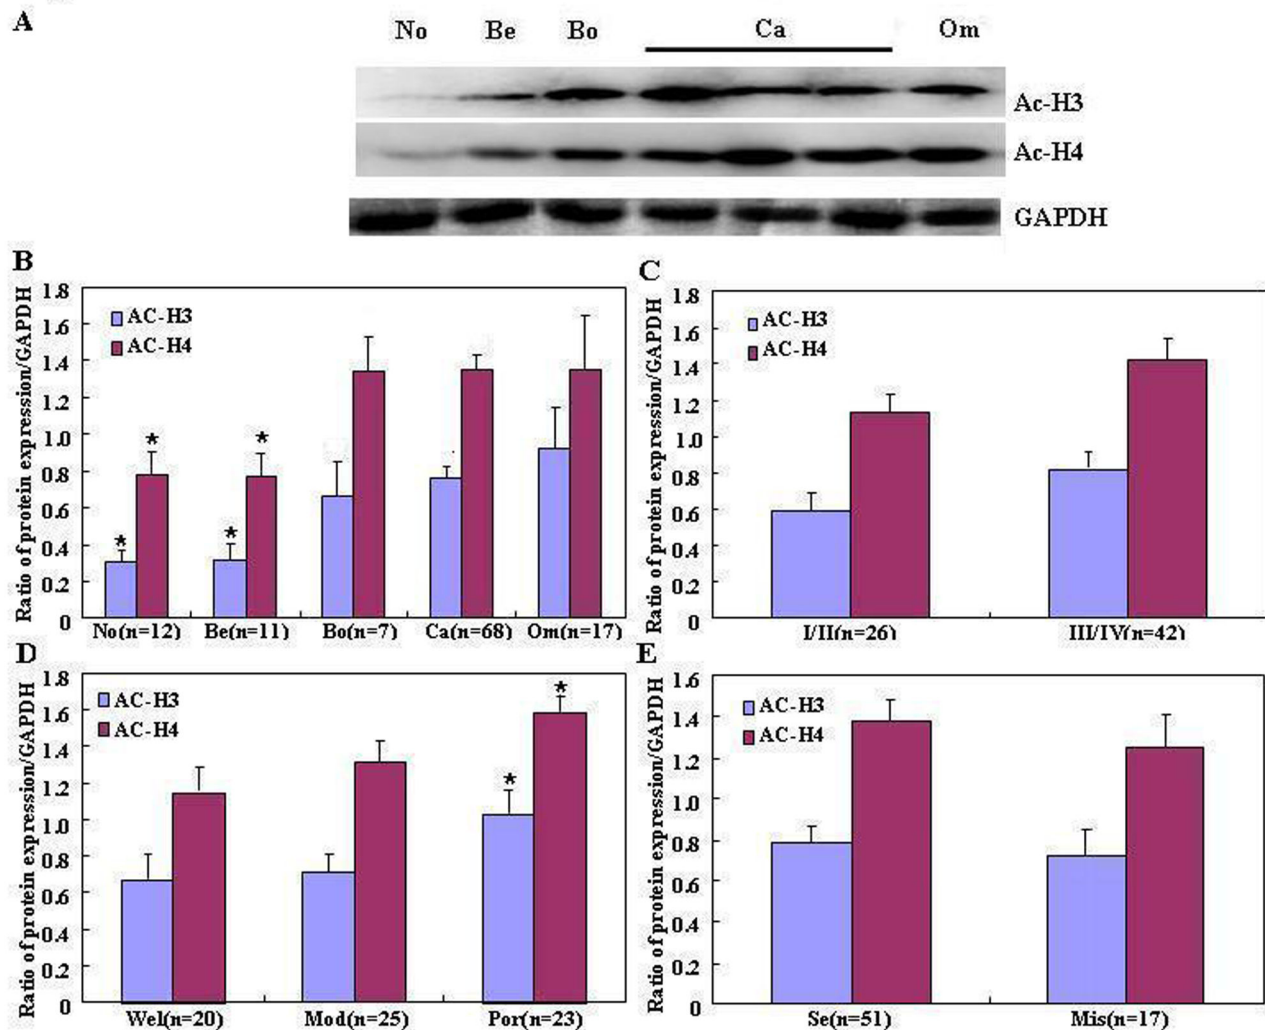 A
No Be Bo Ca Om
Ac-H3
Ac-H4
GAPDH
B
Ratio of protein expression/GAPDH
1.8
1.6
1.4
1.2
1.0
0.8
0.6
0.4
0.2
0
AC-H3
AC-H4
* * * *
No(n=12) Be(n=11) Bo(n=7) Ca(n=68) Om(n=17)
C
Ratio of protein expression/GAPDH
1.8
1.6
1.4
1.2
1.0
0.8
0.6
0.4
0.2
0
AC-H3
AC-H4
I/II(n=26) III/IV(n=42)
D
Ratio of protein expression/GAPDH
1.8
1.6
1.4
1.2
1.0
0.8
0.6
0.4
0.2
0
AC-H3
AC-H4
* *
Wel(n=20) Mod(n=25) Por(n=23)
E
Ratio of protein expression/GAPDH
1.6
1.4
1.2
1.0
0.8
0.6
0.4
0.2
0
AC-H3
AC-H4
Se(n=51) Mis(n=17)